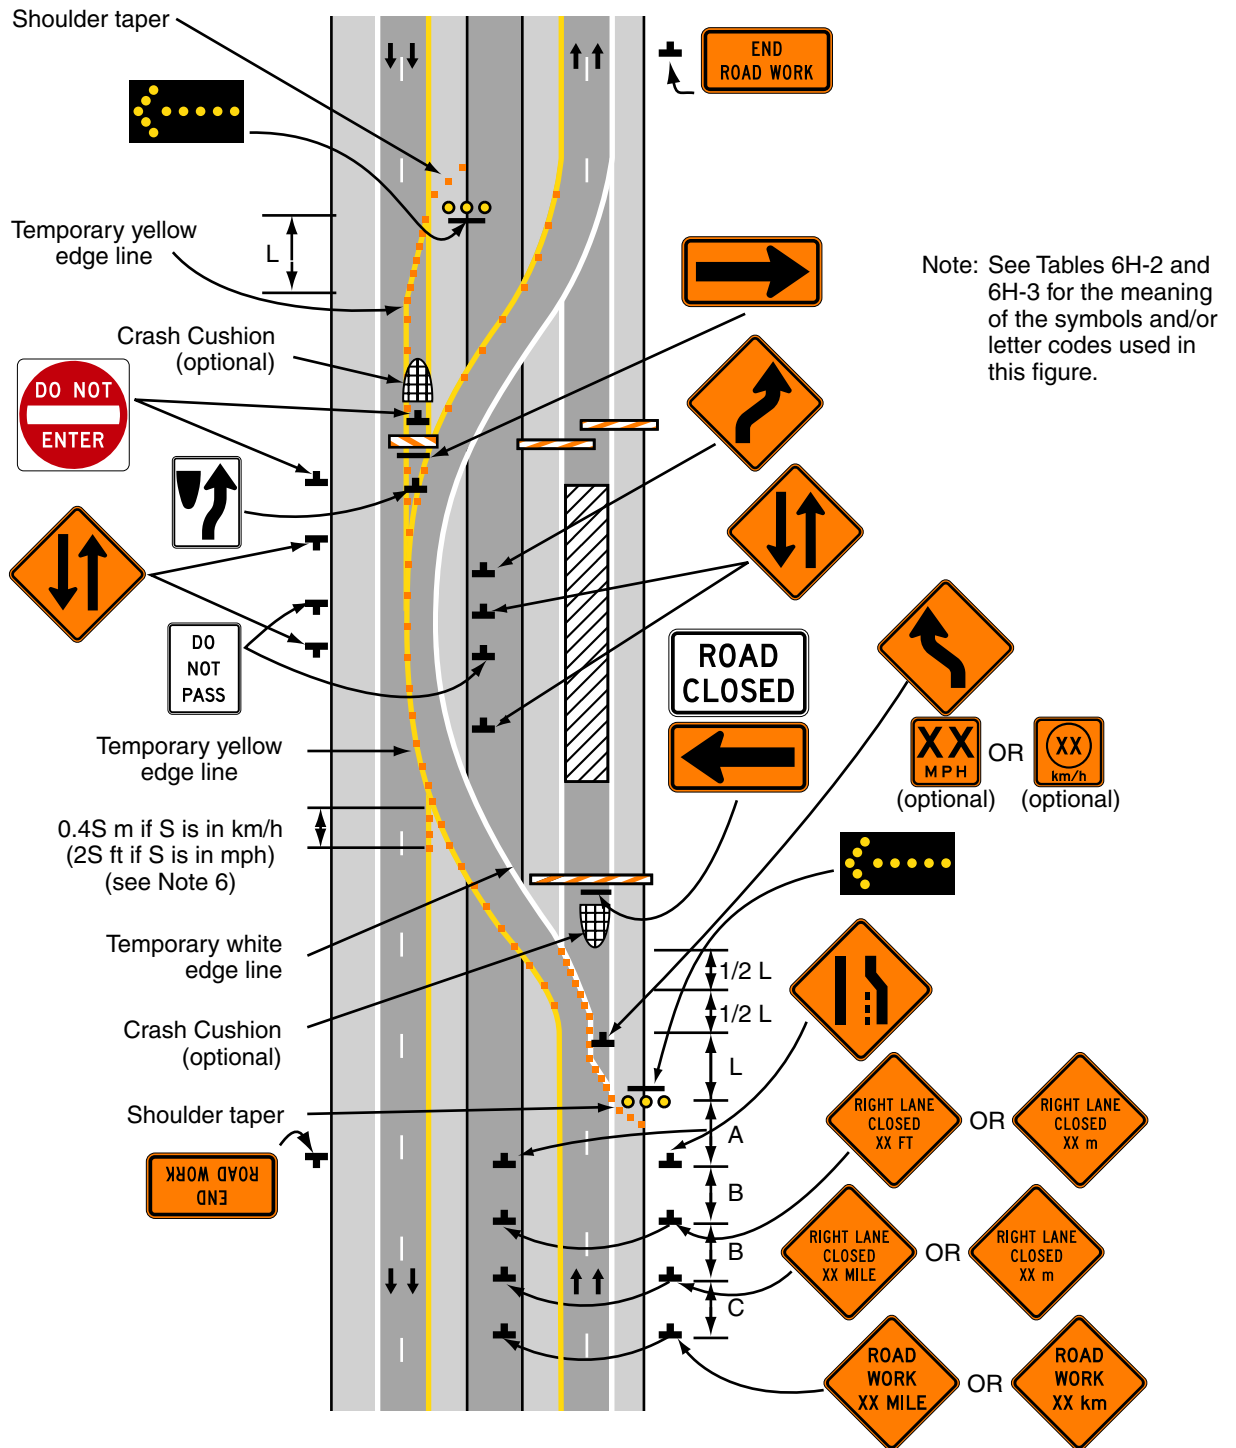 Shoulder taper
END
ROAD WORK
Temporary yellow
edge line
L
Note: See Tables 6H-2 and
6H-3 for the meaning
of the symbols and/or
letter codes used in
this figure.
Crash Cushion
(optional)
DO NOT
ENTER
DO
NOT
PASS
ROAD
CLOSED
XX
MPH
OR
XX
km/h
(optional)
(optional)
Temporary yellow
edge line
0.4S m if S is in km/h
(2S ft if S is in mph)
(see Note 6)
Temporary white
edge line
1/2 L
1/2 L
Crash Cushion
(optional)
L
Shoulder taper
A
RIGHT LANE
CLOSED
XX FT
OR
RIGHT LANE
CLOSED
XX m
END
ROAD WORK
B
B
RIGHT LANE
CLOSED
XX MILE
OR
RIGHT LANE
CLOSED
XX m
C
ROAD
WORK
XX MILE
OR
ROAD
WORK
XX km